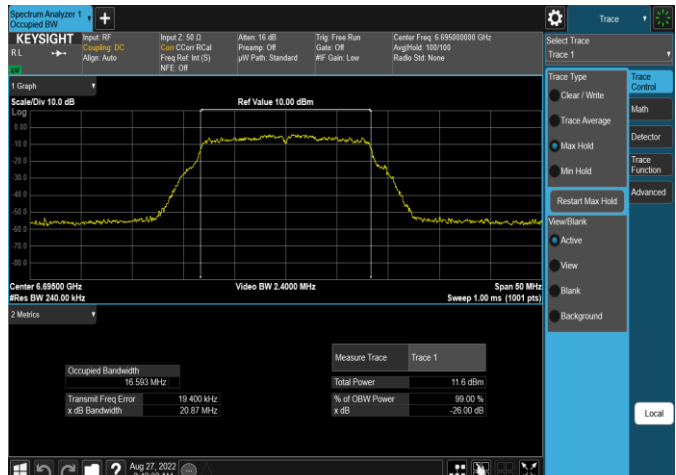 Spectrum Analyzer 1
Occupied BW
Trace
KEYSIGHT
Input: RF
Coupling: DC
Align: Auto
Input Z: 50 Ω
Corr CCorr RCal
Freq Ref: Int (S)
NFE: Off
Atten: 16 dB
Preamp: Off
µW Path: Standard
Trig: Free Run
Gate: Off
#IF Gain: Low
Center Freq: 6.695000000 GHz
Avg|Hold: 100/100
Radio Std: None
R L
LV
Select Trace
Trace 1
1 Graph
Scale/Div 10.0 dB
Ref Value 10.00 dBm
Log
0.00
-10.0
-20.0
-30.0
-40.0
-50.0
-60.0
-70.0
-80.0
Center 6.69500 GHz
#Res BW 240.00 kHz
Video BW 2.4000 MHz
Span 50 MHz
Sweep 1.00 ms (1001 pts)
Trace Type
Clear / Write
Trace Average
Max Hold
Min Hold
Restart Max Hold
View/Blank
Active
View
Blank
Background
Trace
Control
Math
Detector
Trace
Function
Advanced
Local
2 Metrics
Measure Trace Trace 1
Occupied Bandwidth
16.593 MHz
Total Power 11.6 dBm
Transmit Freq Error 19.400 kHz
x dB Bandwidth 20.87 MHz
% of OBW Power 99.00 %
x dB -26.00 dB
?
Aug 27, 2022